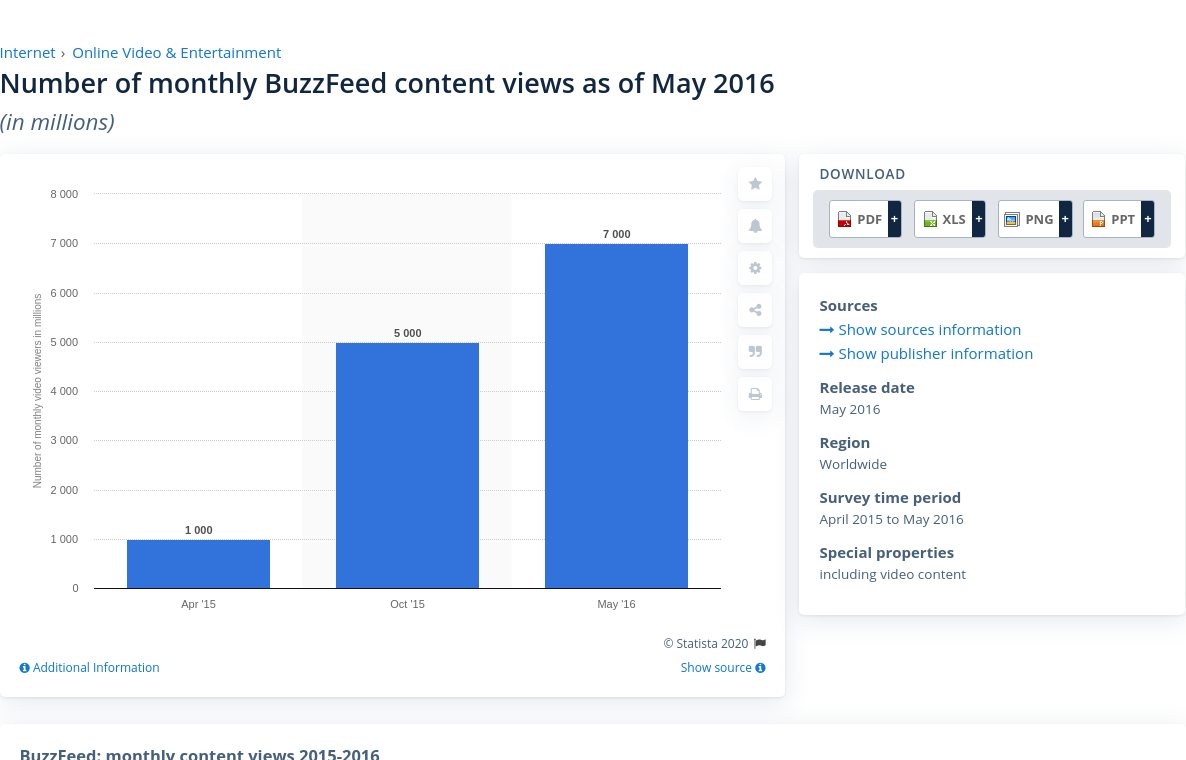 Internet › Online Video & Entertainment
Number of monthly BuzzFeed content views as of May 2016
(in millions)
Number of monthly video viewers in millions
8 000
7 000
6 000
5 000
4 000
3 000
2 000
1 000
0
1 000
5 000
7 000
Apr '15
Oct '15
May '16
© Statista 2020
Additional Information
Show source
DOWNLOAD
PDF +
XLS +
PNG +
PPT +
Sources
Show sources information
Show publisher information
Release date
May 2016
Region
Worldwide
Survey time period
April 2015 to May 2016
Special properties
including video content
BuzzFeed: monthly content views 2015-2016